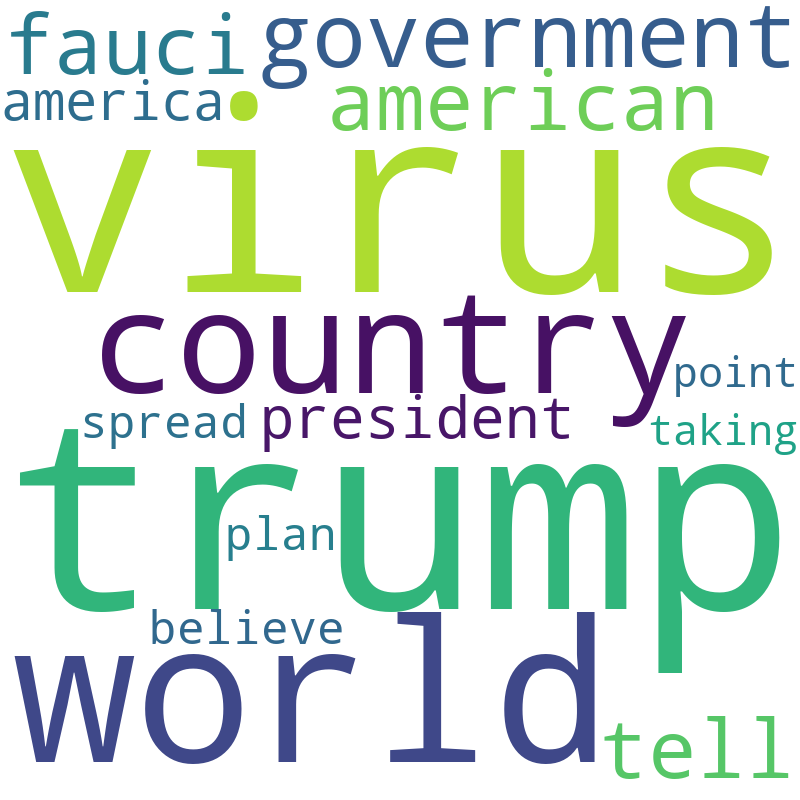 fauci government
america american
virus
country
point
spread president taking
trump
plan
believe
world
tell